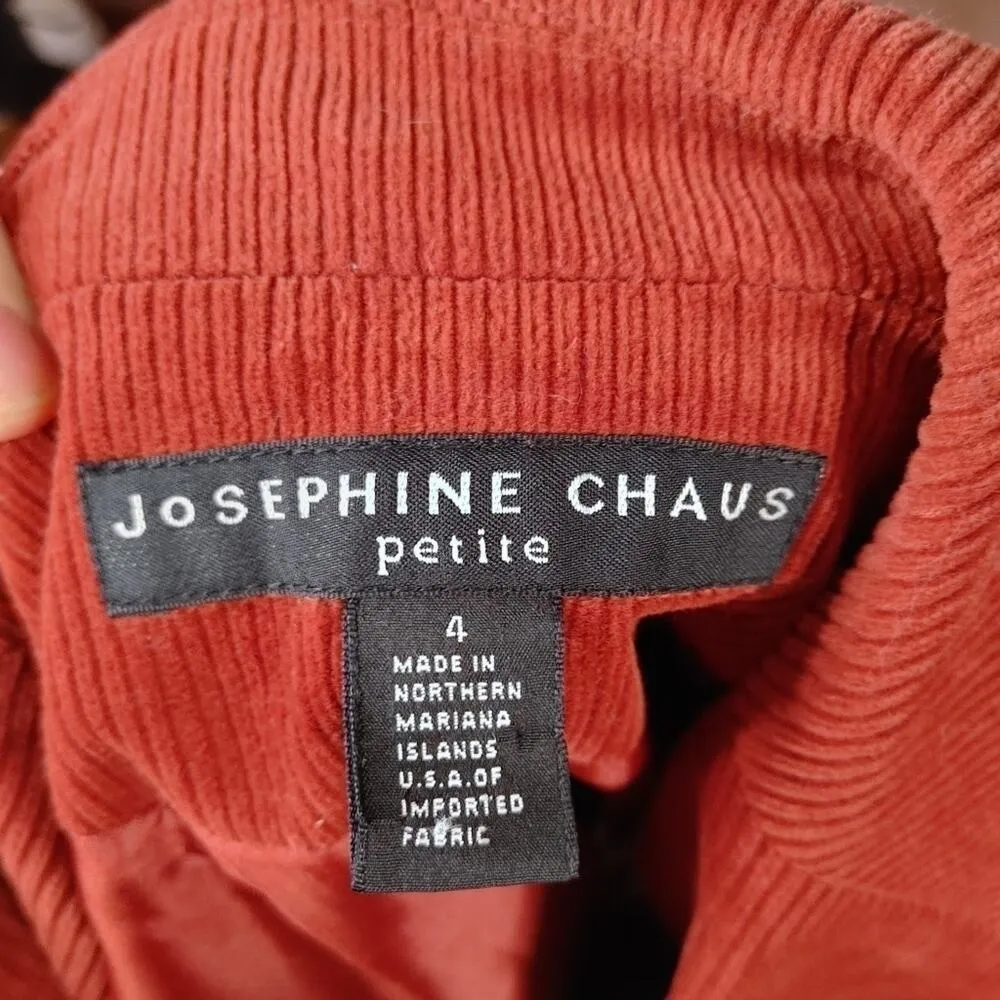 JoSEPHINE CHAUS
petite
4
MADE IN
NORTHERN
MARIANA
ISLANDS
U.S.A.OF
IMPORTED
FABRIC